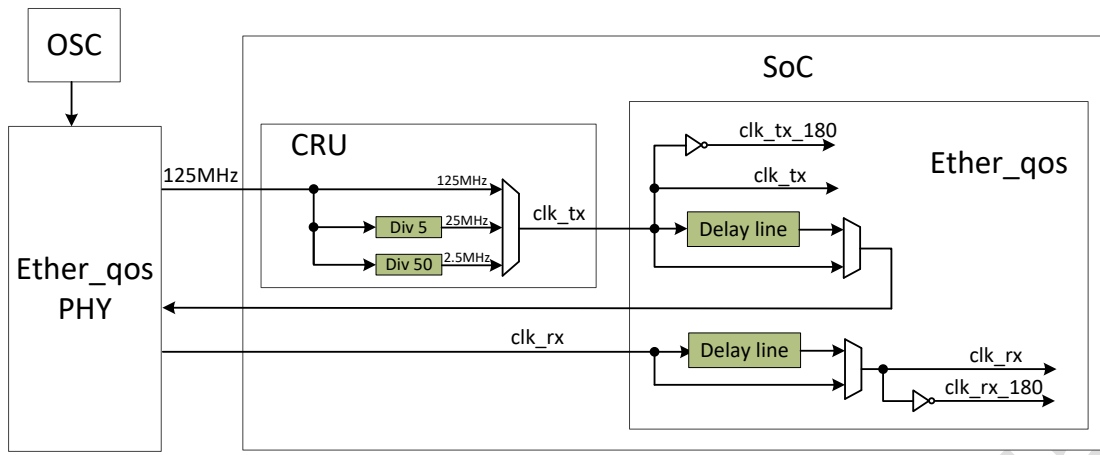 OSC
SoC
CRU
Ether_qos
clk_tx_180
clk_tx
125MHz
125MHz
Div 5
25MHz
clk_tx
Delay line
Div 50
2.5MHz
Ether_qos
PHY
clk_rx
Delay line
clk_rx
clk_rx_180